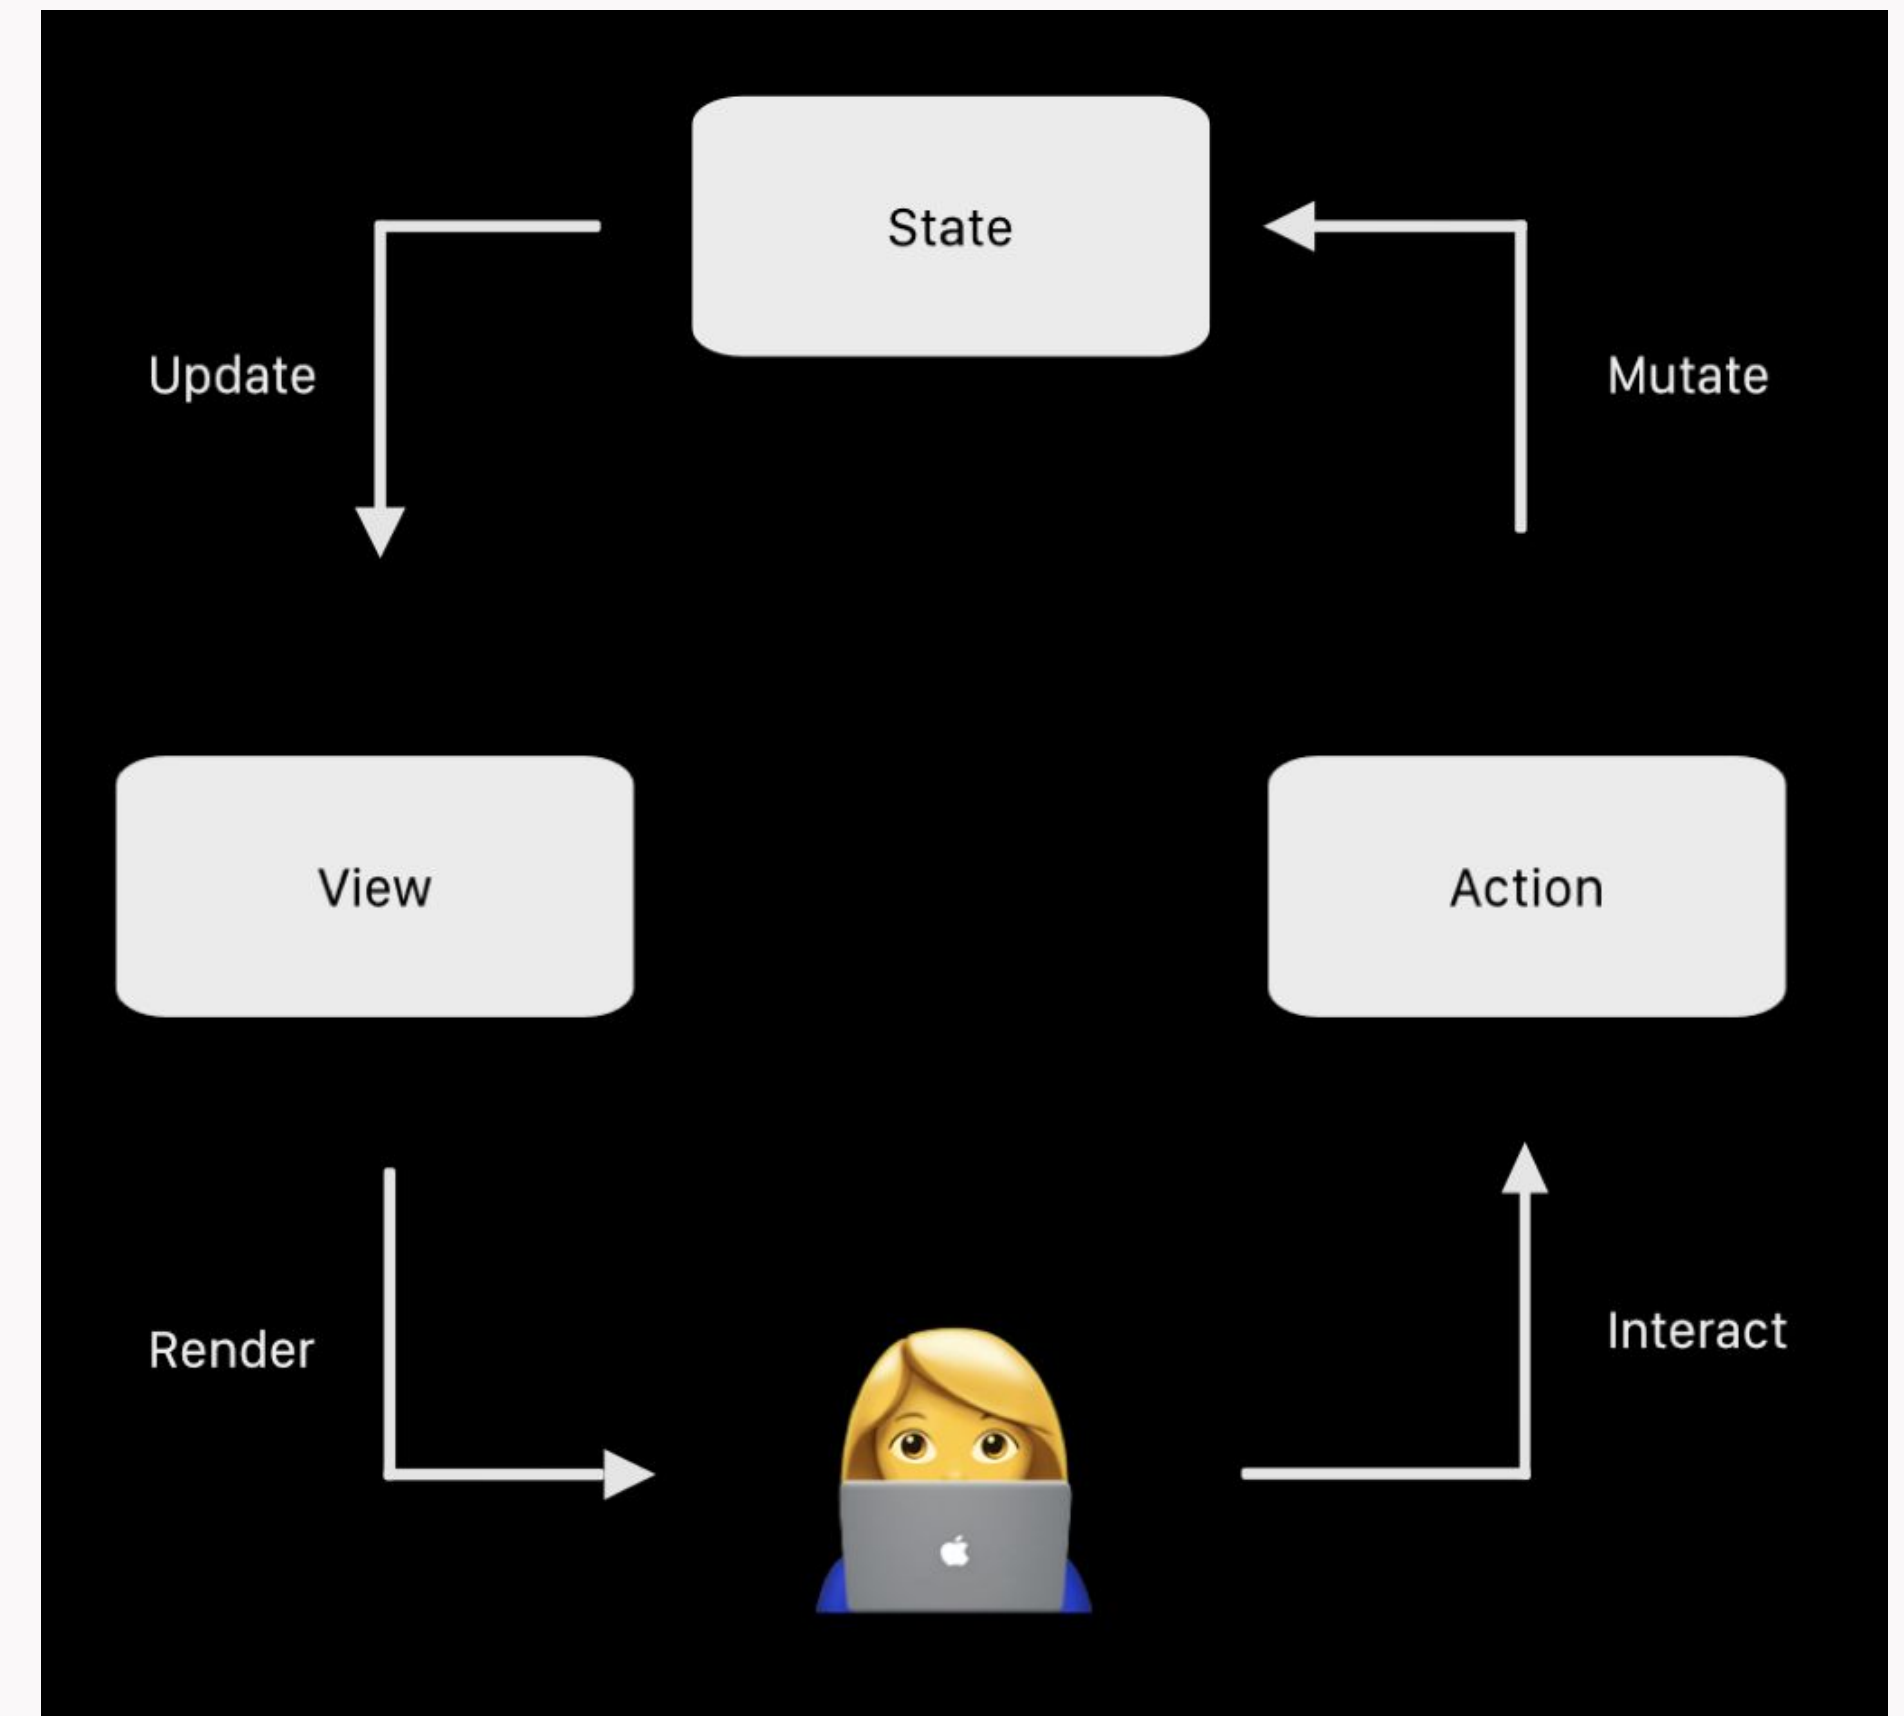 State
Update
Mutate
View
Action
Render
Interact